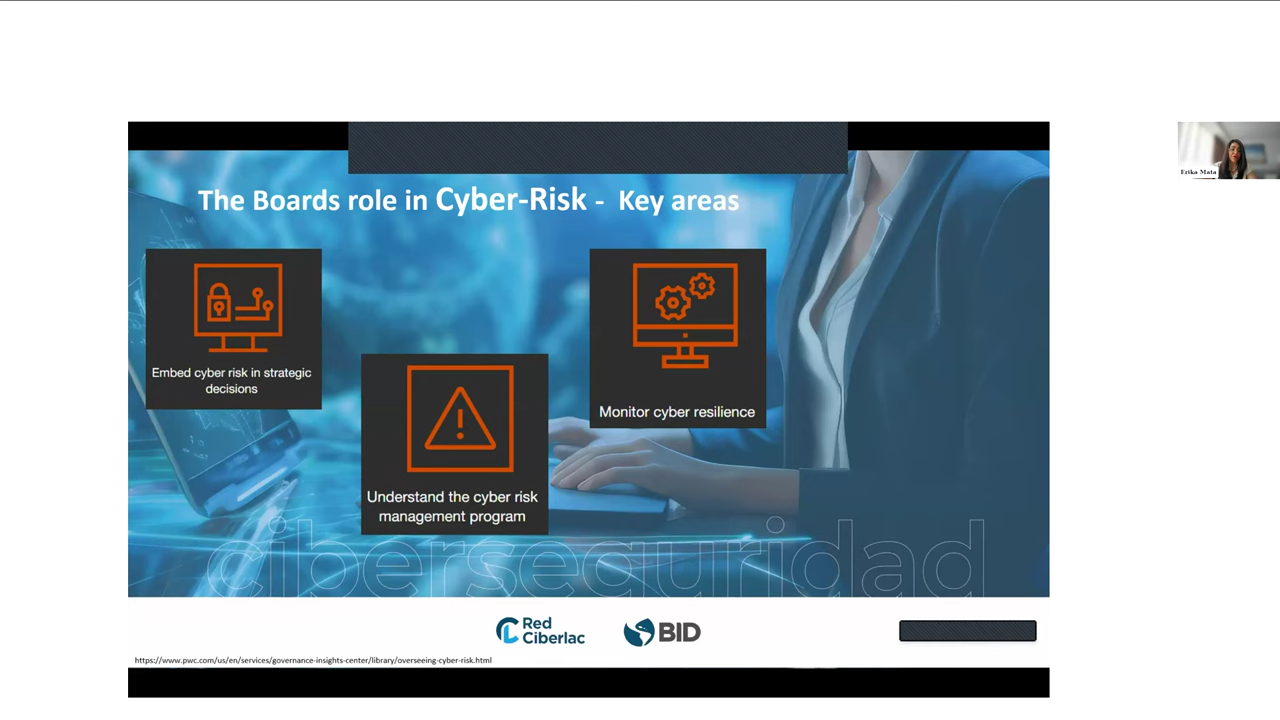 The Boards role in Cyber-Risk - Key areas
Embed cyber risk in strategic
decisions
Understand the cyber risk
management program
Monitor cyber resilience
ciberseguridad
Red
Ciberlac
BID
https://www.pwc.com/us/en/services/governance-insights-center/library/overseeing-cyber-risk.html
Erika Mata